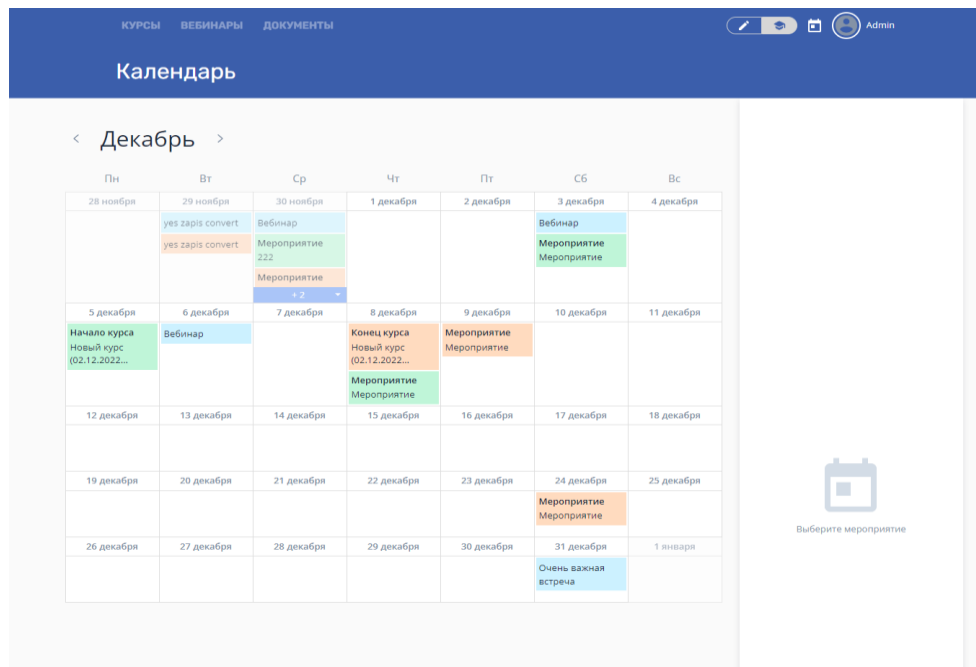 КУРСЫ ВЕБИНАРЫ ДОКУМЕНТЫ Admin
Календарь
< Декабрь >
Пн Вт Ср Чт Пт Сб Вс
28 ноября 29 ноября 30 ноября 1 декабря 2 декабря 3 декабря 4 декабря
yes zapis convert Вебинар Вебинар
yes zapis convert Мероприятие Мероприятие
222 Мероприятие
Мероприятие
+ 2
5 декабря 6 декабря 7 декабря 8 декабря 9 декабря 10 декабря 11 декабря
Начало курса Вебинар Конец курса Мероприятие
Новый курс Новый курс Мероприятие
(02.12.2022... (02.12.2022...
Мероприятие
Мероприятие
12 декабря 13 декабря 14 декабря 15 декабря 16 декабря 17 декабря 18 декабря
19 декабря 20 декабря 21 декабря 22 декабря 23 декабря 24 декабря 25 декабря
Мероприятие
Мероприятие
Выберите мероприятие
26 декабря 27 декабря 28 декабря 29 декабря 30 декабря 31 декабря 1 января
Очень важная
встреча